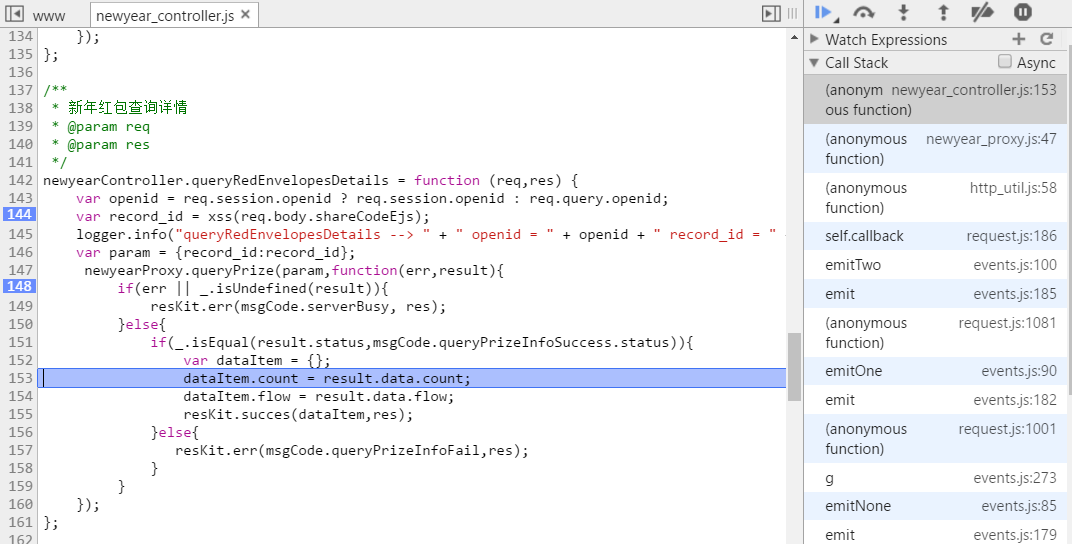 www newyear_controller.js ×
134 });
135 };
136
137 /**
138 * 新年红包查询详情
139 * @param req
140 * @param res
141 */
142 newyearController.queryRedEnvelopesDetails = function (req,res) {
143 var openid = req.session.openid ? req.session.openid : req.query.openid;
144 var record_id = xss(req.body.shareCodeEjs);
145 logger.info("queryRedEnvelopesDetails --> " + " openid = " + openid + " record_id = " -
146 var param = {record_id:record_id};
147 newyearProxy.queryPrize(param,function(err,result){
148 if(err || _.isUndefined(result)){
149 resKit.err(msgCode.serverBusy, res);
150 }else{
151 if(_.isEqual(result.status,msgCode.queryPrizeInfoSuccess.status)){
152 var dataItem = {};
153 dataItem.count = result.data.count;
154 dataItem.flow = result.data.flow;
155 resKit.succes(dataItem,res);
156 }else{
157 resKit.err(msgCode.queryPrizeInfoFail,res);
158 }
159 }
160 });
161 };
162
Watch Expressions
Call Stack Async
(anonym newyear_controller.js:153
ous function)
(anonymous newyear_proxy.js:47
function)
(anonymous http_util.js:58
function)
self.callback request.js:186
emitTwo events.js:100
emit events.js:185
(anonymous request.js:1081
function)
emitOne events.js:90
emit events.js:182
(anonymous request.js:1001
function)
g events.js:273
emitNone events.js:85
emit events.js:179